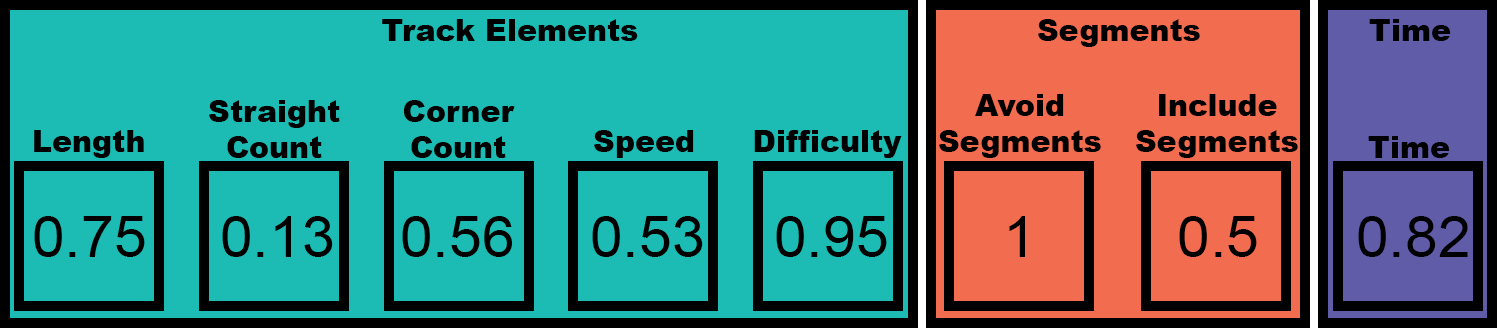 Track Elements
Segments
Time
Length
Straight
Count
Corner
Count
Speed
Difficulty
Avoid
Segments
Include
Segments
Time
0.75
0.13
0.56
0.53
0.95
1
0.5
0.82